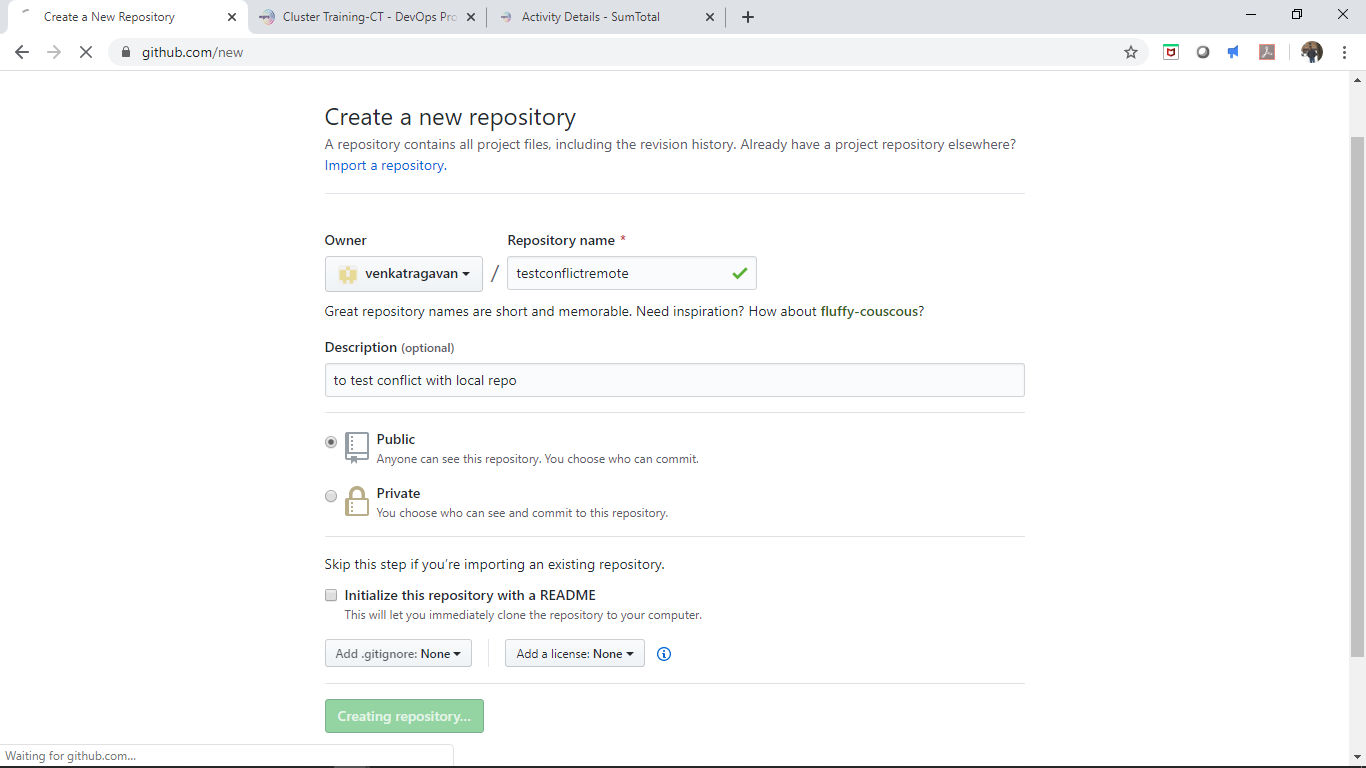 Create a New Repository
Cluster Training-CT - DevOps Pro
Activity Details - SumTotal
github.com/new
Create a new repository
A repository contains all project files, including the revision history. Already have a project repository elsewhere?
Import a repository.
Owner
Repository name *
venkatragavan
/
testconflictremote
Great repository names are short and memorable. Need inspiration? How about fluffy-couscous?
Description (optional)
to test conflict with local repo
Public
Anyone can see this repository. You choose who can commit.
Private
You choose who can see and commit to this repository.
Skip this step if you’re importing an existing repository.
Initialize this repository with a README
This will let you immediately clone the repository to your computer.
Add .gitignore: None
Add a license: None
Creating repository...
Waiting for github.com...